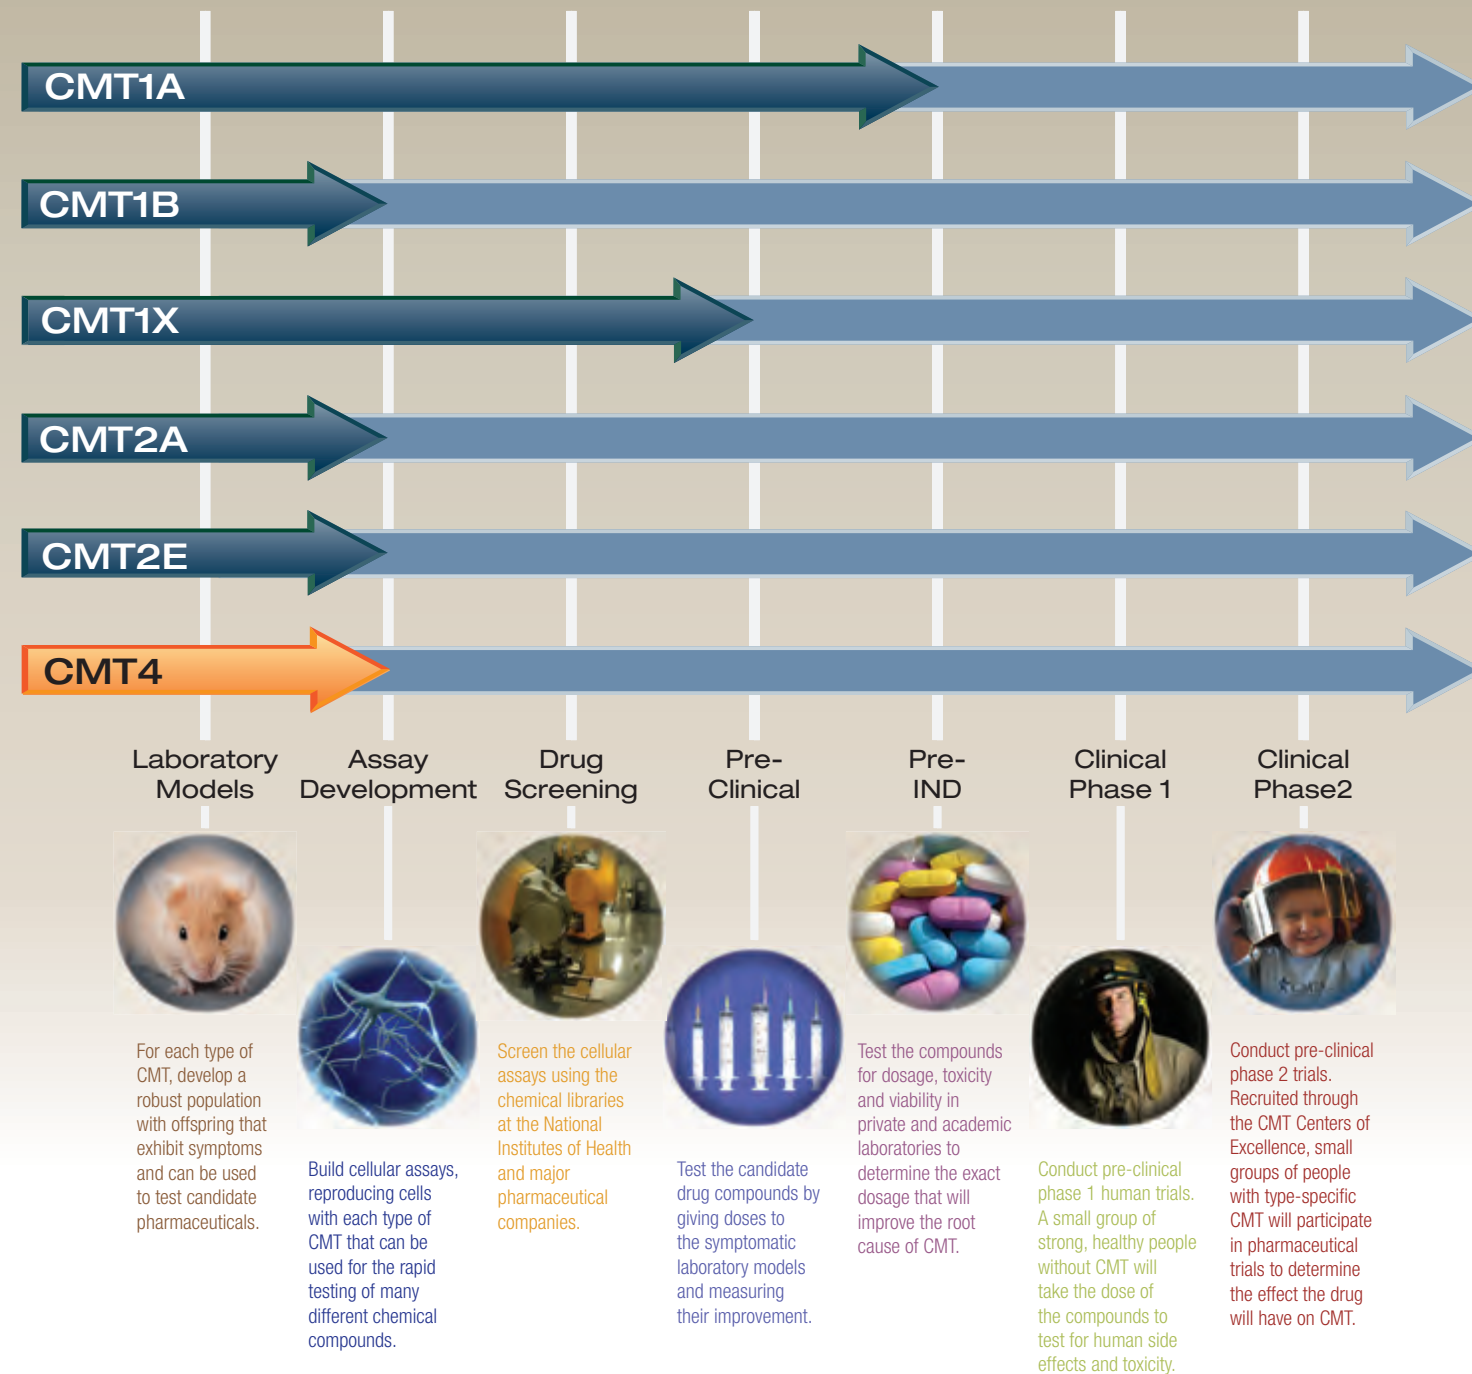 CMT1A
CMT1B
CMT1X
CMT2A
CMT2E
CMT4
Laboratory
Models
Assay
Development
Drug
Screening
Pre-
Clinical
Pre-
IND
Clinical
Phase 1
Clinical
Phase2
For each type of
CMT, develop a
robust population
with offspring that
exhibit symptoms
and can be used
to test candidate
pharmaceuticals.
Build cellular assays,
reproducing cells
with each type of
CMT that can be
used for the rapid
testing of many
different chemical
compounds.
Screen the cellular
assays using the
chemical libraries
at the National
Institutes of Health
and major
pharmaceutical
companies.
Test the candidate
drug compounds by
giving doses to
the symptomatic
laboratory models
and measuring
their improvement.
Test the compounds
for dosage, toxicity
and viability in
private and academic
laboratories to
determine the exact
dosage that will
improve the root
cause of CMT.
Conduct pre-clinical
phase 1 human trials.
A small group of
strong, healthy people
without CMT will
take the dose of
the compounds to
test for human side
effects and toxicity.
Conduct pre-clinical
phase 2 trials.
Recruited through
the CMT Centers of
Excellence, small
groups of people
with type-specific
CMT will participate
in pharmaceutical
trials to determine
the effect the drug
will have on CMT.